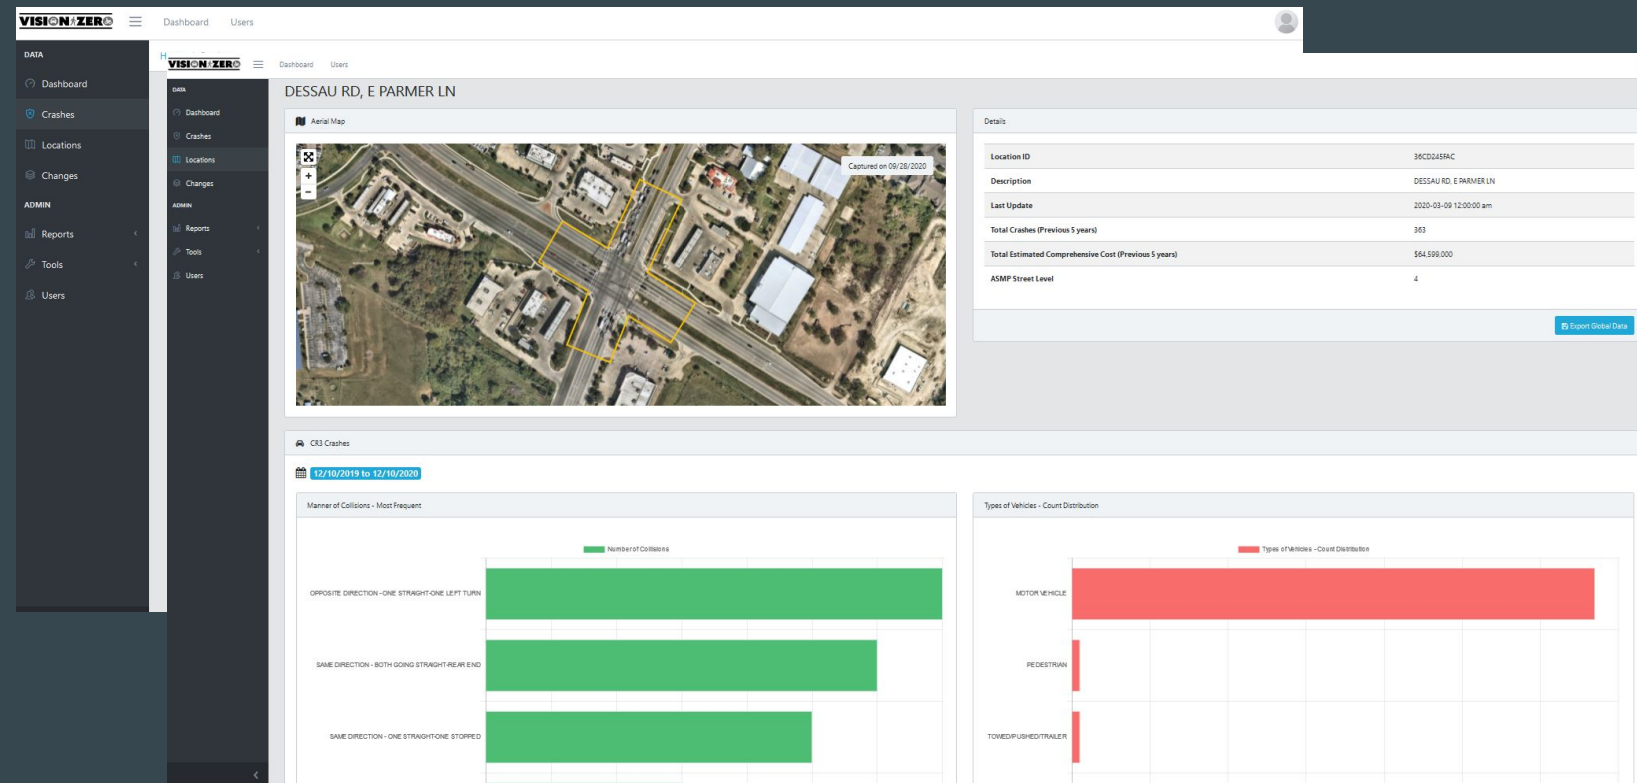 VISION ZERO
Dashboard Users
DATA
Dashboard
Crashes
Locations
Changes
ADMIN
Reports
Tools
Users
H
VISION ZERO
Dashboard Users
DATA
Dashboard
Crashes
Locations
Changes
ADMIN
Reports
Tools
Users
DESSAU RD, E PARMER LN
Aerial Map
Captured on 09/28/2020
+
-
Details
Location ID 36CD245FAC
Description DESSAU RD, E PARMER LN
Last Update 2020-03-09 12:00:00 am
Total Crashes (Previous 5 years) 363
Total Estimated Comprehensive Cost (Previous 5 years) $64,599,000
ASMP Street Level 4
Export Global Data
CR3 Crashes
12/10/2019 to 12/10/2020
Manner of Collisions - Most Frequent
Number of Collisions
OPPOSITE DIRECTION - ONE STRAIGHT-ONE LEFT TURN
SAME DIRECTION - BOTH GOING STRAIGHT-REAR END
SAME DIRECTION - ONE STRAIGHT-ONE STOPPED
Types of Vehicles - Count Distribution
Types of Vehicles - Count Distribution
MOTOR VEHICLE
PEDESTRIAN
TOWED/PUSHED/TRAILER